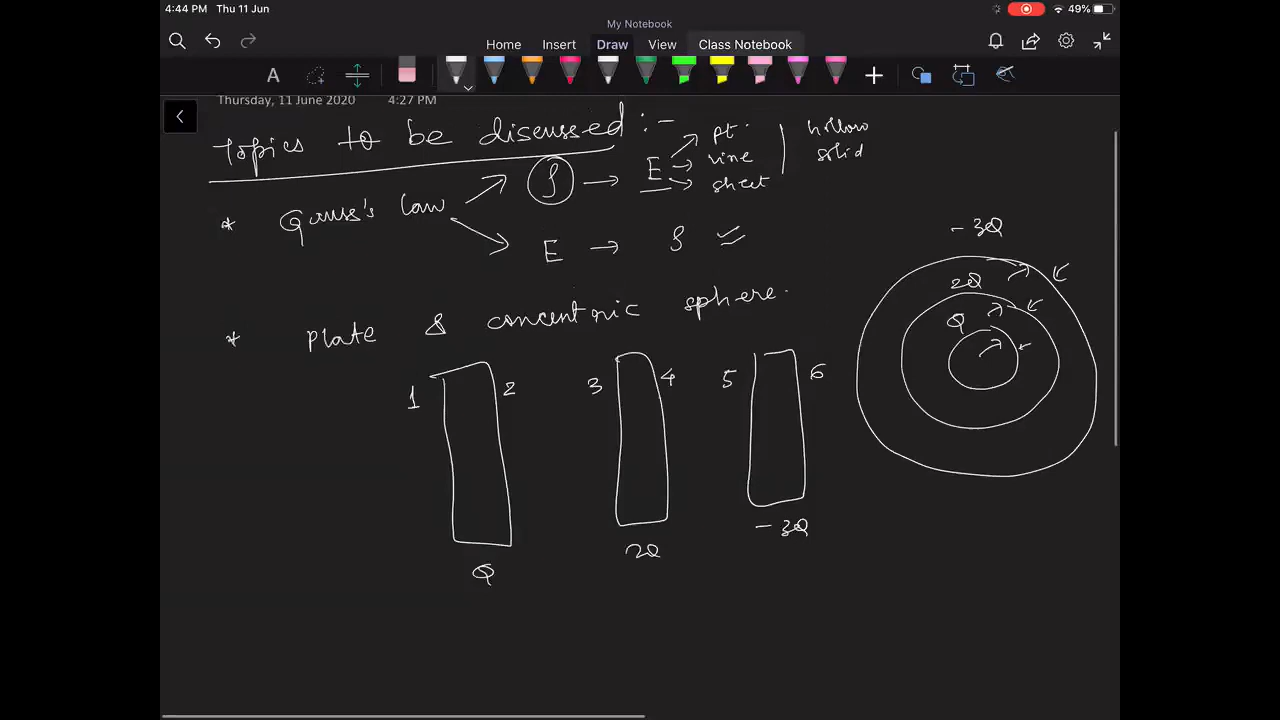 4:44 PM Thu 11 Jun 49%
My Notebook
Home Insert Draw View Class Notebook
A
Thursday, 11 June 2020 4:27 PM
Topics to be discussed :-
pt. hollow
* Gauss's law ρ → E → line solid
sheet
E → ρ
-3Q
2Q
* Plate & concentric sphere.
Q
1 2 3 4 5 6
Q 2Q -3Q